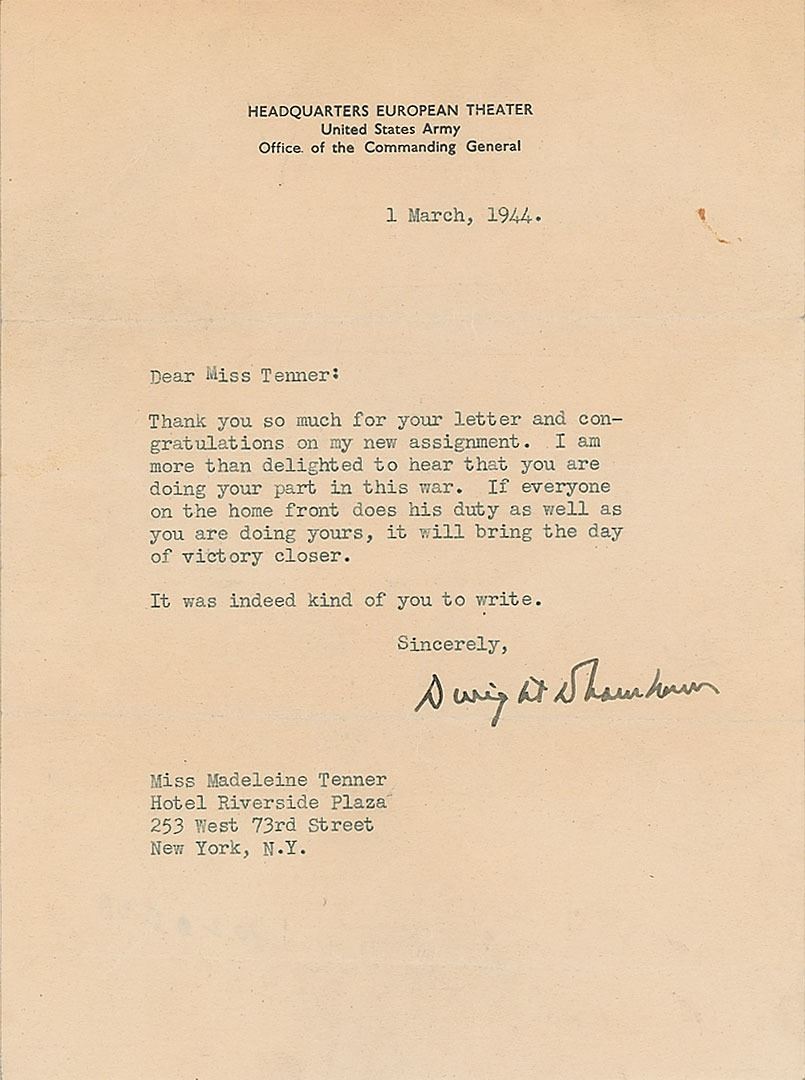 HEADQUARTERS EUROPEAN THEATER
United States Army
Office of the Commanding General
1 March, 1944.
Dear Miss Tenner:
Thank you so much for your letter and con-
gratulations on my new assignment. I am
more than delighted to hear that you are
doing your part in this war. If everyone
on the home front does his duty as well as
you are doing yours, it will bring the day
of victory closer.
It was indeed kind of you to write.
Sincerely,
Dwight D Eisenhower
Miss Madeleine Tenner
Hotel Riverside Plaza
253 West 73rd Street
New York, N.Y.